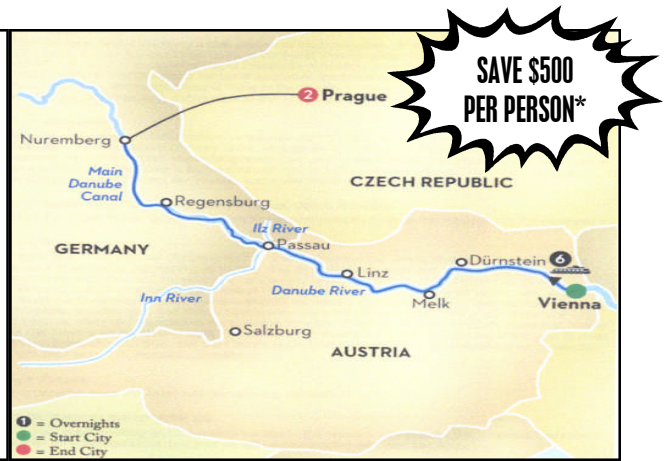 SAVE $500
PER PERSON*
2 Prague
Nuremberg
Main
Danube
Canal
CZECH REPUBLIC
Regensburg
Ilz River
GERMANY
Passau
Dürnstein 6
Linz
Danube River
Inn River
Melk
Vienna
Salzburg
AUSTRIA
1 = Overnights
= Start City
= End City